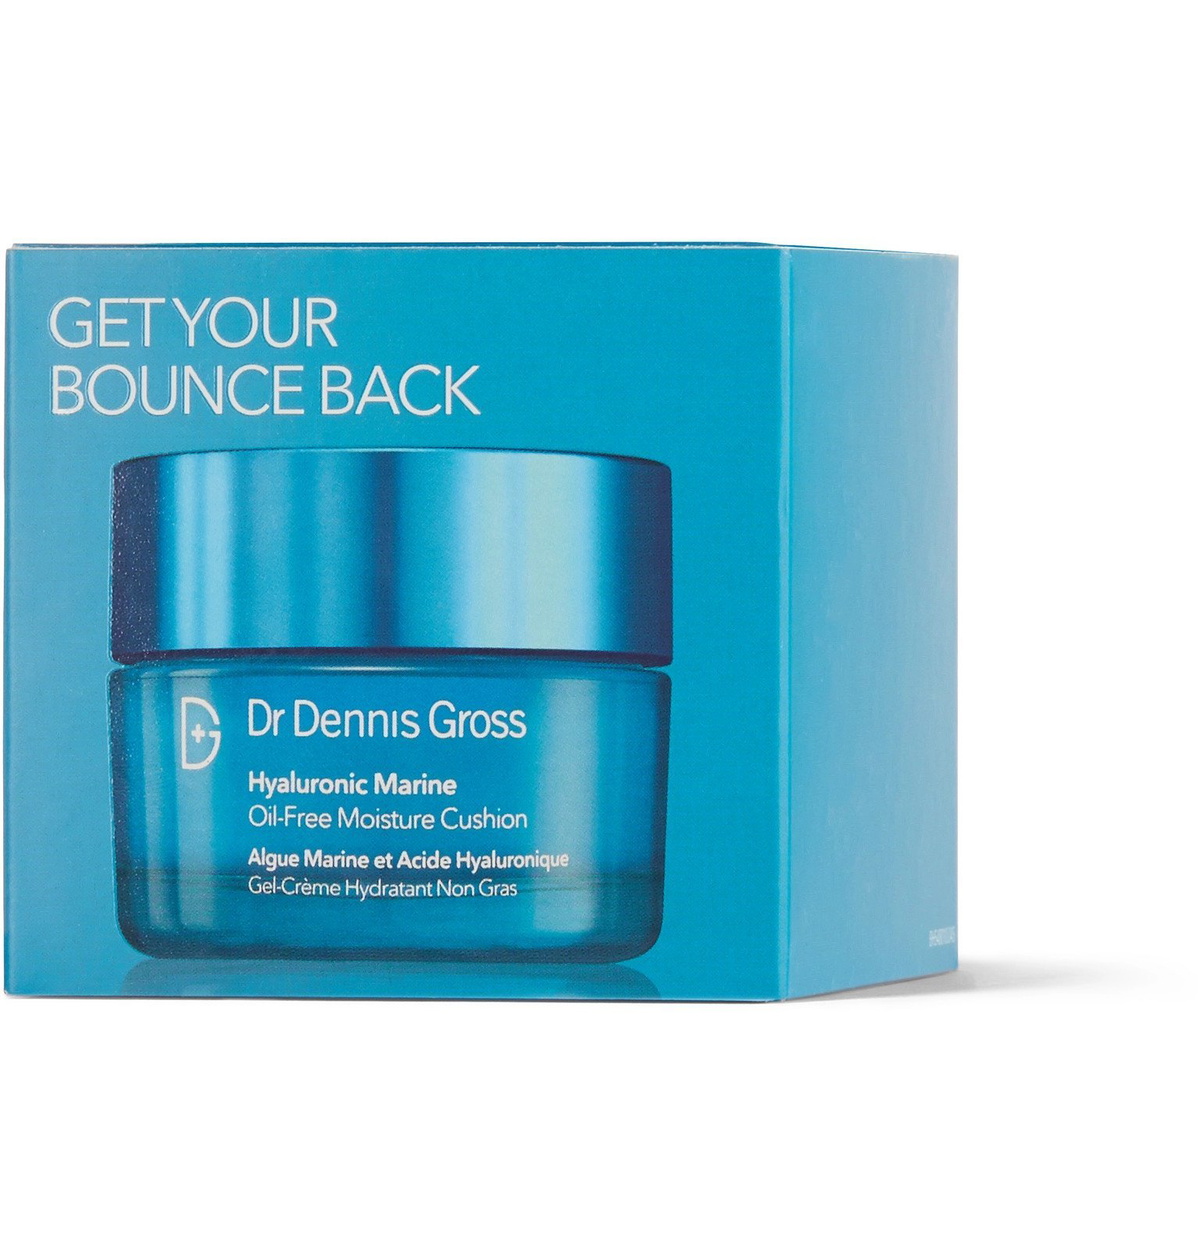 GET YOUR
BOUNCE BACK
DG
Dr Dennis Gross
Hyaluronic Marine
Oil-Free Moisture Cushion
Algue Marine et Acide Hyaluronique
Gel-Crème Hydratant Non Gras